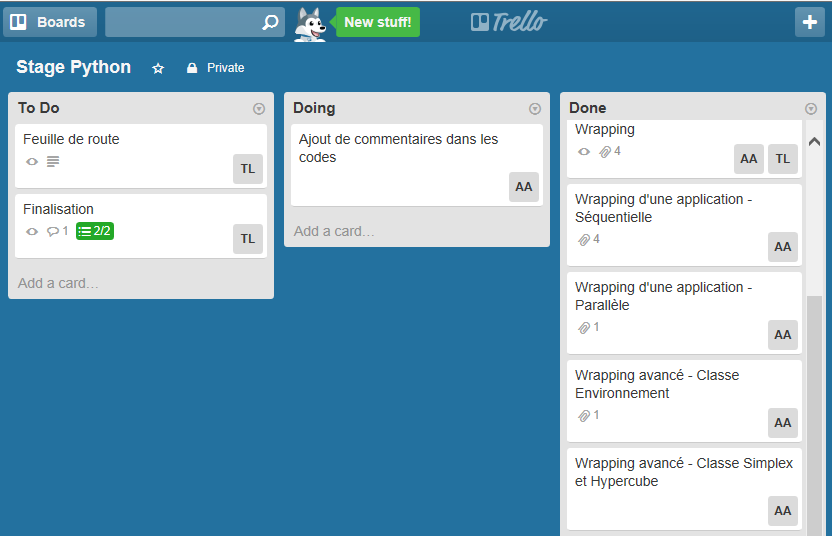 Boards
New stuff!
Trello
Stage Python
Private
To Do
Feuille de route
TL
Finalisation
1
2/2
TL
Add a card…
Doing
Ajout de commentaires dans les
codes
AA
Add a card…
Done
Wrapping
4
AA TL
Wrapping d'une application -
Séquentielle
4
AA
Wrapping d'une application -
Parallèle
1
AA
Wrapping avancé - Classe
Environnement
1
AA
Wrapping avancé - Classe Simplex
et Hypercube
AA